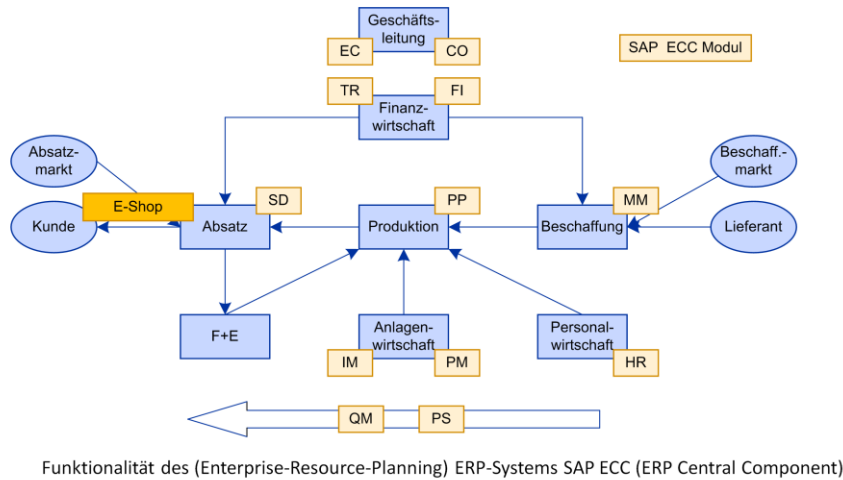 Geschäfts-
leitung
EC
CO
SAP ECC Modul
TR
FI
Finanz-
wirtschaft
Absatz-
markt
Beschaff.-
markt
E-Shop
SD
PP
MM
Kunde
Absatz
Produktion
Beschaffung
Lieferant
F+E
Anlagen-
wirtschaft
Personal-
wirtschaft
IM
PM
HR
QM
PS
Funktionalität des (Enterprise-Resource-Planning) ERP-Systems SAP ECC (ERP Central Component)